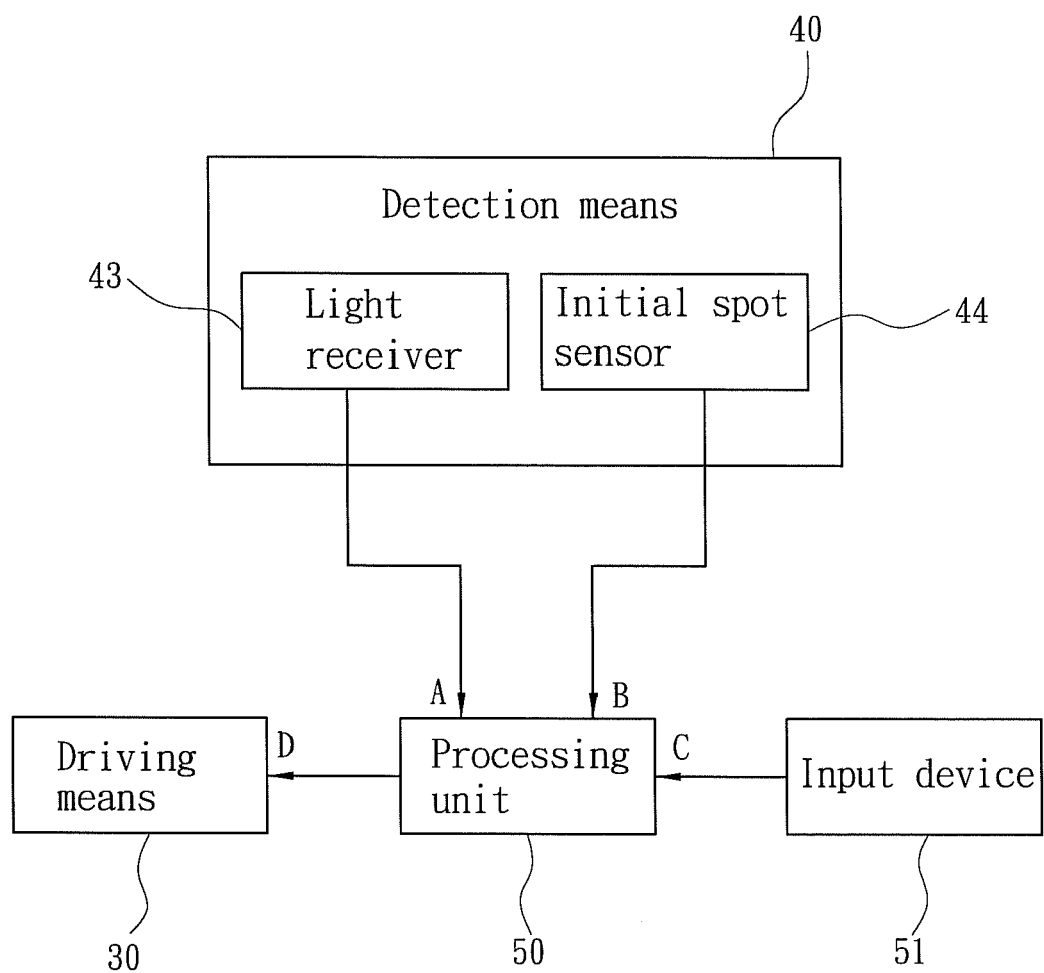 40
Detection means
43
Light
receiver
Initial spot
sensor
44
A
B
Driving
means
D
Processing
unit
C
Input device
30
50
51